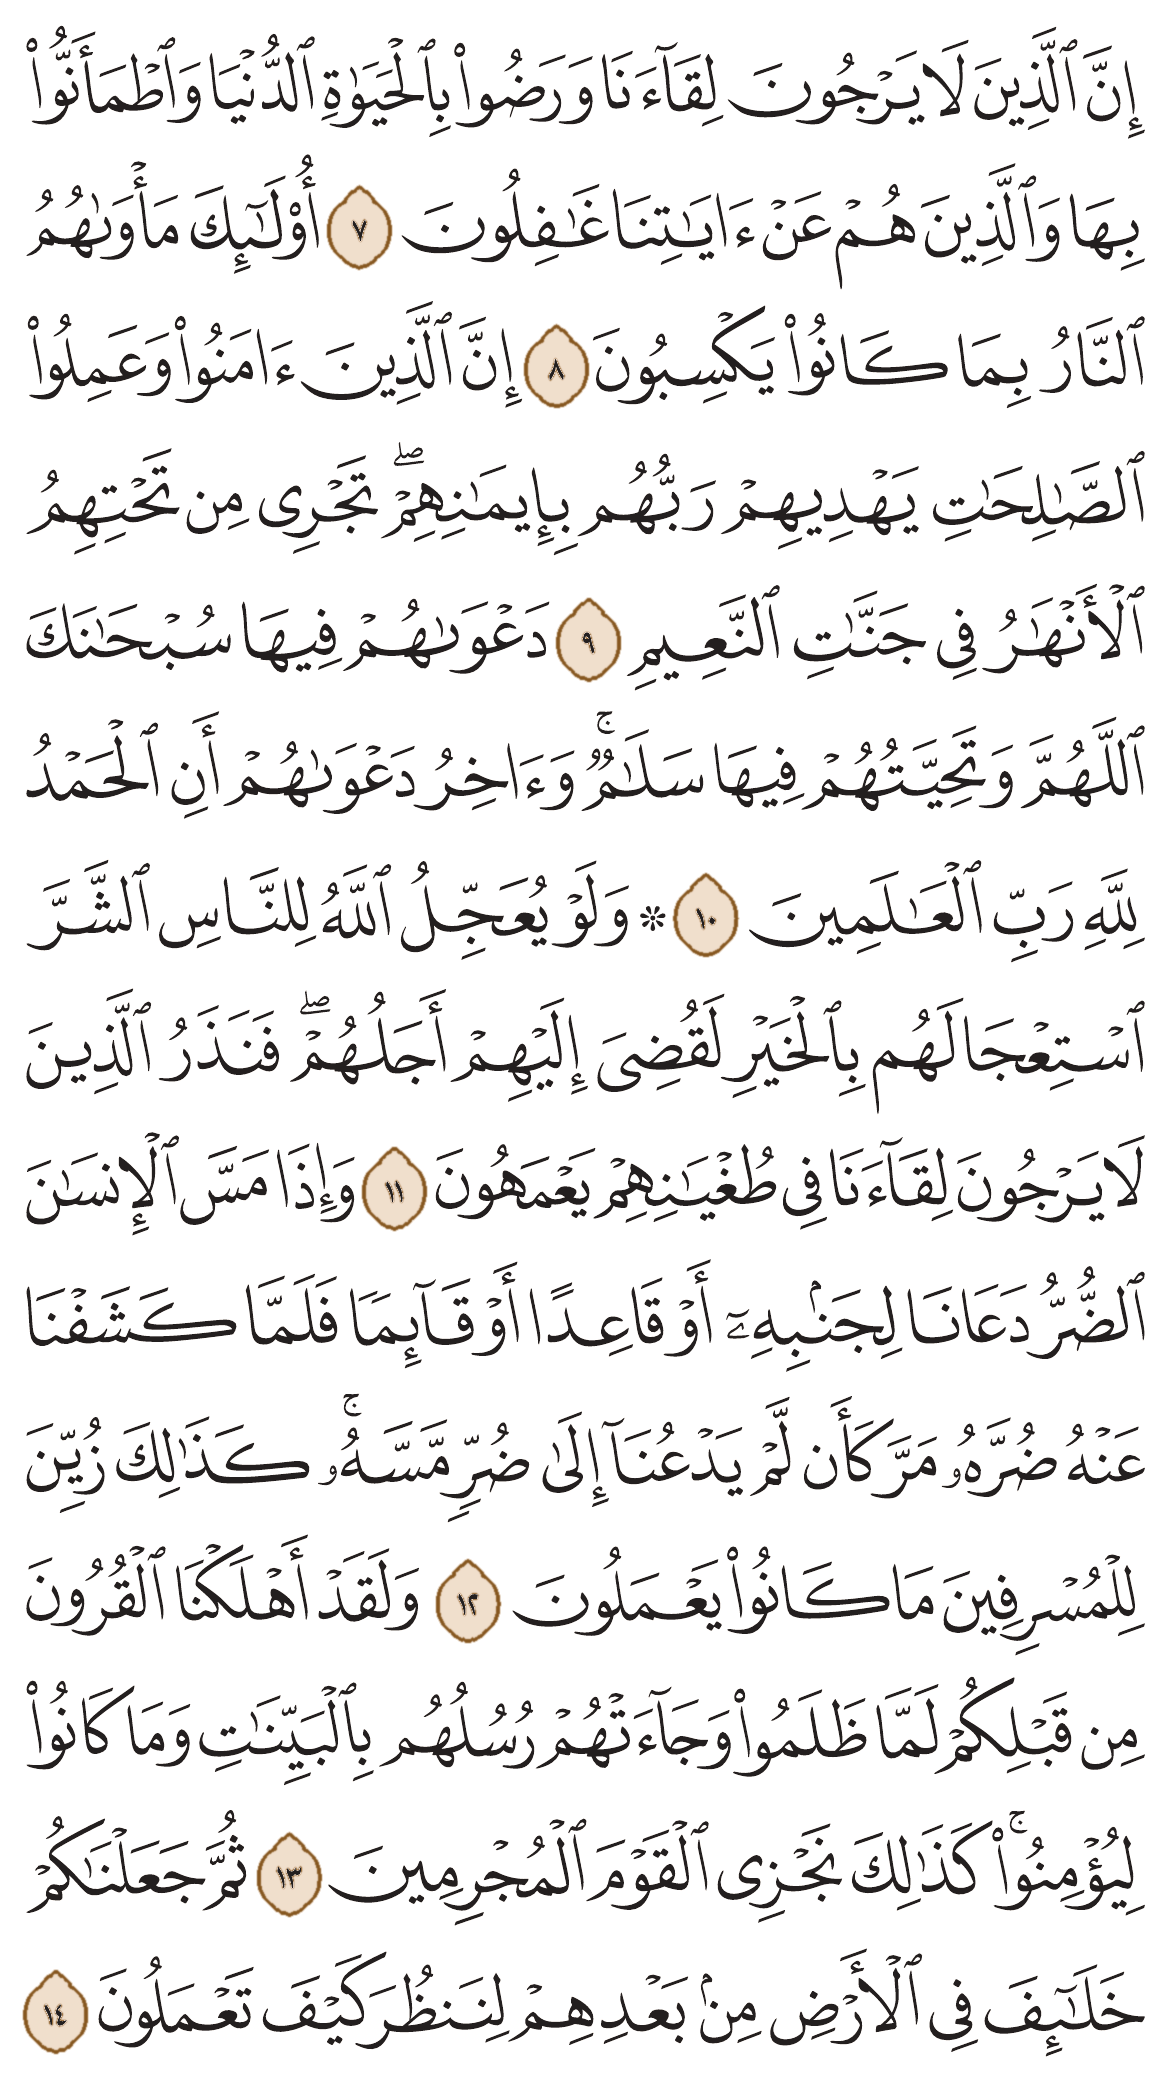 إِنَّ ٱلَّذِينَ لَا يَرۡجُونَ لِقَآءَنَا وَرَضُواْ بِٱلۡحَيَوٰةِ ٱلدُّنۡيَا وَٱطۡمَأَنُّواْ
بِهَا وَٱلَّذِينَ هُمۡ عَنۡ ءَايَٰتِنَا غَٰفِلُونَ ٧ أُوْلَٰٓئِكَ مَأۡوَىٰهُمُ
ٱلنَّارُ بِمَا كَانُواْ يَكۡسِبُونَ ٨ إِنَّ ٱلَّذِينَ ءَامَنُواْ وَعَمِلُواْ
ٱلصَّٰلِحَٰتِ يَهۡدِيهِمۡ رَبُّهُم بِإِيمَٰنِهِمۡۖ تَجۡرِي مِن تَحۡتِهِمُ
ٱلۡأَنۡهَٰرُ فِي جَنَّٰتِ ٱلنَّعِيمِ ٩ دَعۡوَىٰهُمۡ فِيهَا سُبۡحَٰنَكَ
ٱللَّهُمَّ وَتَحِيَّتُهُمۡ فِيهَا سَلَٰمٞۚ وَءَاخِرُ دَعۡوَىٰهُمۡ أَنِ ٱلۡحَمۡدُ
لِلَّهِ رَبِّ ٱلۡعَٰلَمِينَ ١٠ ۞ وَلَوۡ يُعَجِّلُ ٱللَّهُ لِلنَّاسِ ٱلشَّرَّ
ٱسۡتِعۡجَالَهُم بِٱلۡخَيۡرِ لَقُضِيَ إِلَيۡهِمۡ أَجَلُهُمۡۖ فَنَذَرُ ٱلَّذِينَ
لَا يَرۡجُونَ لِقَآءَنَا فِي طُغۡيَٰنِهِمۡ يَعۡمَهُونَ ١١ وَإِذَا مَسَّ ٱلۡإِنسَٰنَ
ٱلضُّرُّ دَعَانَا لِجَنۢبِهِۦٓ أَوۡ قَاعِدًا أَوۡ قَآئِمٗا فَلَمَّا كَشَفۡنَا
عَنۡهُ ضُرَّهُۥ مَرَّ كَأَن لَّمۡ يَدۡعُنَآ إِلَىٰ ضُرّٖ مَّسَّهُۥۚ كَذَٰلِكَ زُيِّنَ
لِلۡمُسۡرِفِينَ مَا كَانُواْ يَعۡمَلُونَ ١٢ وَلَقَدۡ أَهۡلَكۡنَا ٱلۡقُرُونَ
مِن قَبۡلِكُمۡ لَمَّا ظَلَمُواْ وَجَآءَتۡهُمۡ رُسُلُهُم بِٱلۡبَيِّنَٰتِ وَمَا كَانُواْ
لِيُؤۡمِنُواْۚ كَذَٰلِكَ نَجۡزِي ٱلۡقَوۡمَ ٱلۡمُجۡرِمِينَ ١٣ ثُمَّ جَعَلۡنَٰكُمۡ
خَلَٰٓئِفَ فِي ٱلۡأَرۡضِ مِنۢ بَعۡدِهِمۡ لِنَنظُرَ كَيۡفَ تَعۡمَلُونَ ١٤